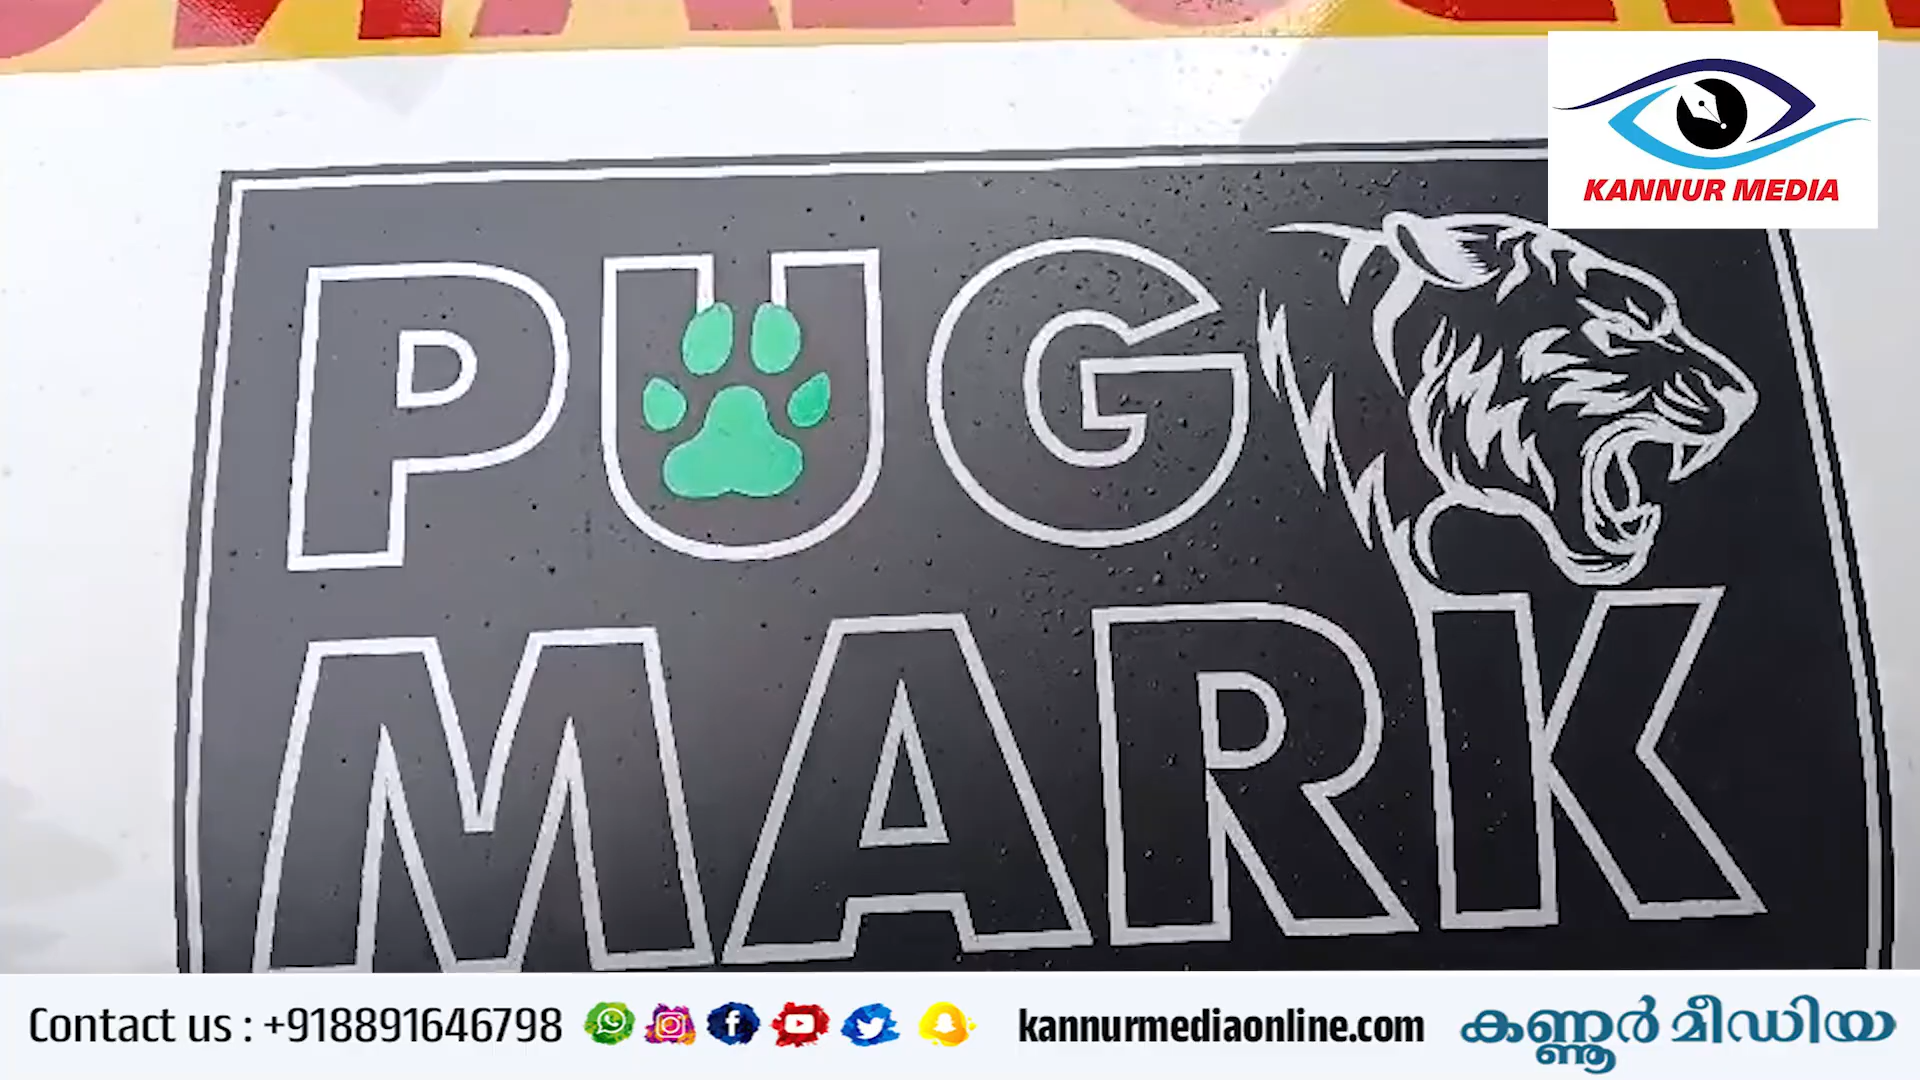 KANNUR MEDIA
PUG
MARK
Contact us : +918891646798
kannurmediaonline.com
കണ്ണൂർ മീഡിയ